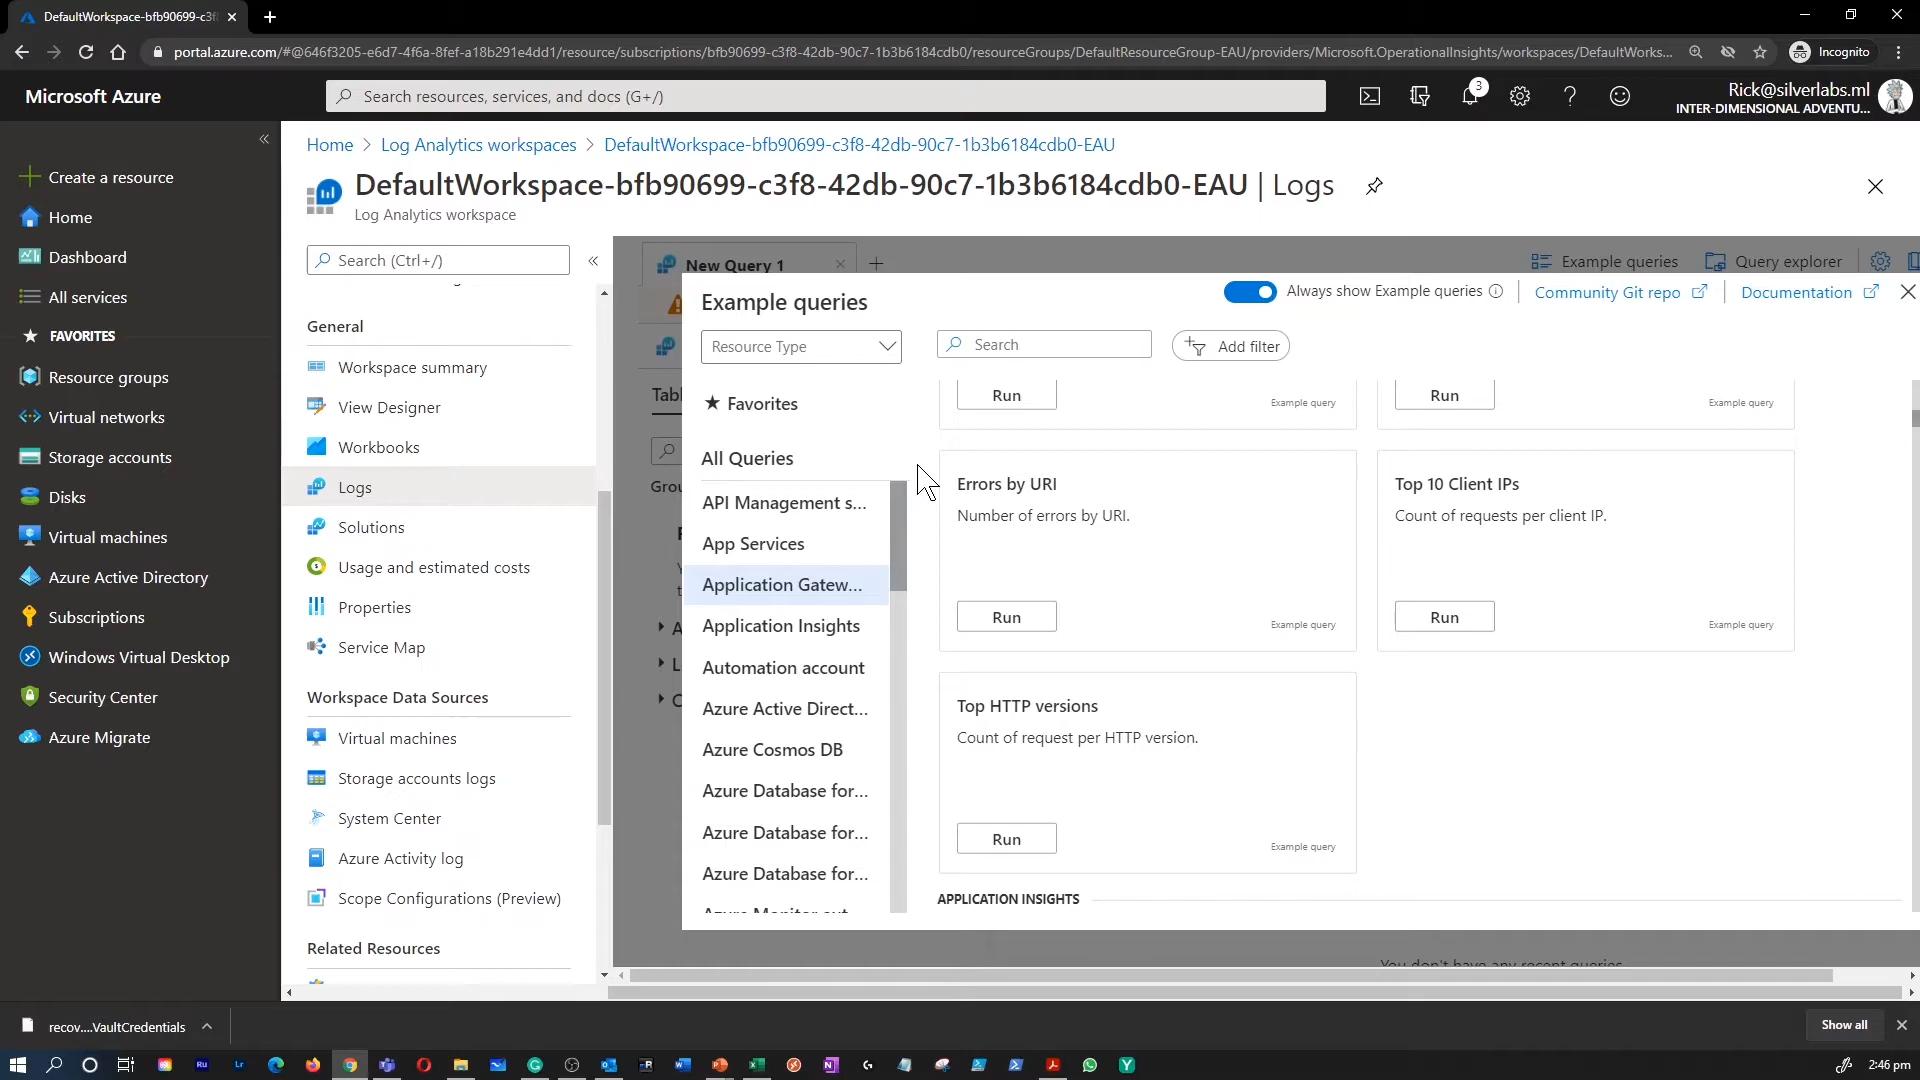 DefaultWorkspace-bfb90699-c3f8
portal.azure.com/#@646f3205-e6d7-4f6a-8fef-a18b291e4dd1/resource/subscriptions/bfb90699-c3f8-42db-90c7-1b3b6184cdb0/resourceGroups/DefaultResourceGroup-EAU/providers/Microsoft.OperationalInsights/workspaces/DefaultWorks...
Incognito
Microsoft Azure
Search resources, services, and docs (G+/)
3
Rick@silverlabs.ml
INTER-DIMENSIONAL ADVENTU...
Create a resource
Home
Dashboard
All services
FAVORITES
Resource groups
Virtual networks
Storage accounts
Disks
Virtual machines
Azure Active Directory
Subscriptions
Windows Virtual Desktop
Security Center
Azure Migrate
Home > Log Analytics workspaces > DefaultWorkspace-bfb90699-c3f8-42db-90c7-1b3b6184cdb0-EAU
DefaultWorkspace-bfb90699-c3f8-42db-90c7-1b3b6184cdb0-EAU | Logs
Log Analytics workspace
Search (Ctrl+/)
General
Workspace summary
View Designer
Workbooks
Logs
Solutions
Usage and estimated costs
Properties
Service Map
Workspace Data Sources
Virtual machines
Storage accounts logs
System Center
Azure Activity log
Scope Configurations (Preview)
Related Resources
New Query 1
Example queries
Query explorer
Example queries
Always show Example queries
Community Git repo
Documentation
Resource Type
Search
Add filter
Favorites
All Queries
API Management s...
App Services
Application Gatew...
Application Insights
Automation account
Azure Active Direct...
Azure Cosmos DB
Azure Database for...
Azure Database for...
Azure Database for...
Run
Example query
Run
Example query
Errors by URI
Number of errors by URI.
Run
Example query
Top 10 Client IPs
Count of requests per client IP.
Run
Example query
Top HTTP versions
Count of request per HTTP version.
Run
Example query
APPLICATION INSIGHTS
recov....VaultCredentials
Show all
2:46 pm